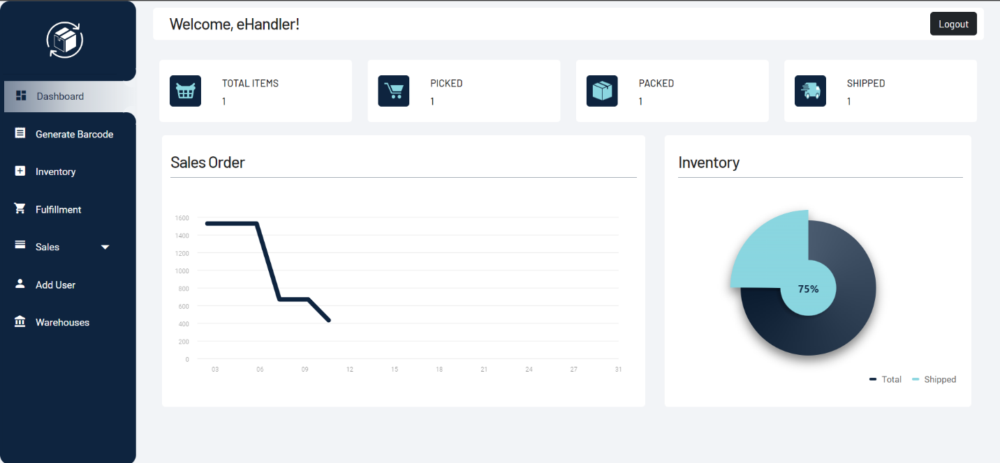 Welcome, eHandler!
Logout
Dashboard
Generate Barcode
Inventory
Fulfillment
Sales
Add User
Warehouses
TOTAL ITEMS
1
PICKED
1
PACKED
1
SHIPPED
1
Sales Order
1600
1400
1200
1000
800
600
400
200
0
03 06 09 12 15 18 21 24 27 31
Inventory
75%
Total Shipped